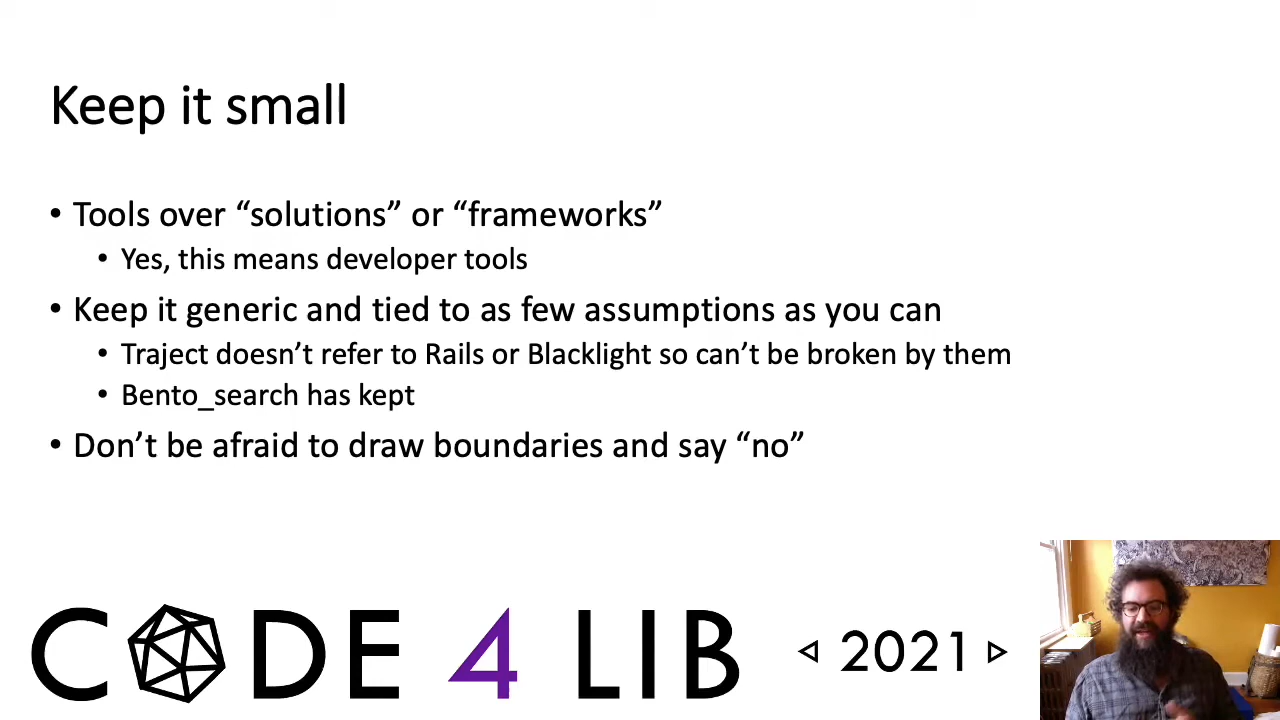 Keep it small
• Tools over “solutions” or “frameworks”
• Yes, this means developer tools
• Keep it generic and tied to as few assumptions as you can
• Traject doesn’t refer to Rails or Blacklight so can’t be broken by them
• Bento_search has kept
• Don’t be afraid to draw boundaries and say “no”
CODE 4 LIB 2021